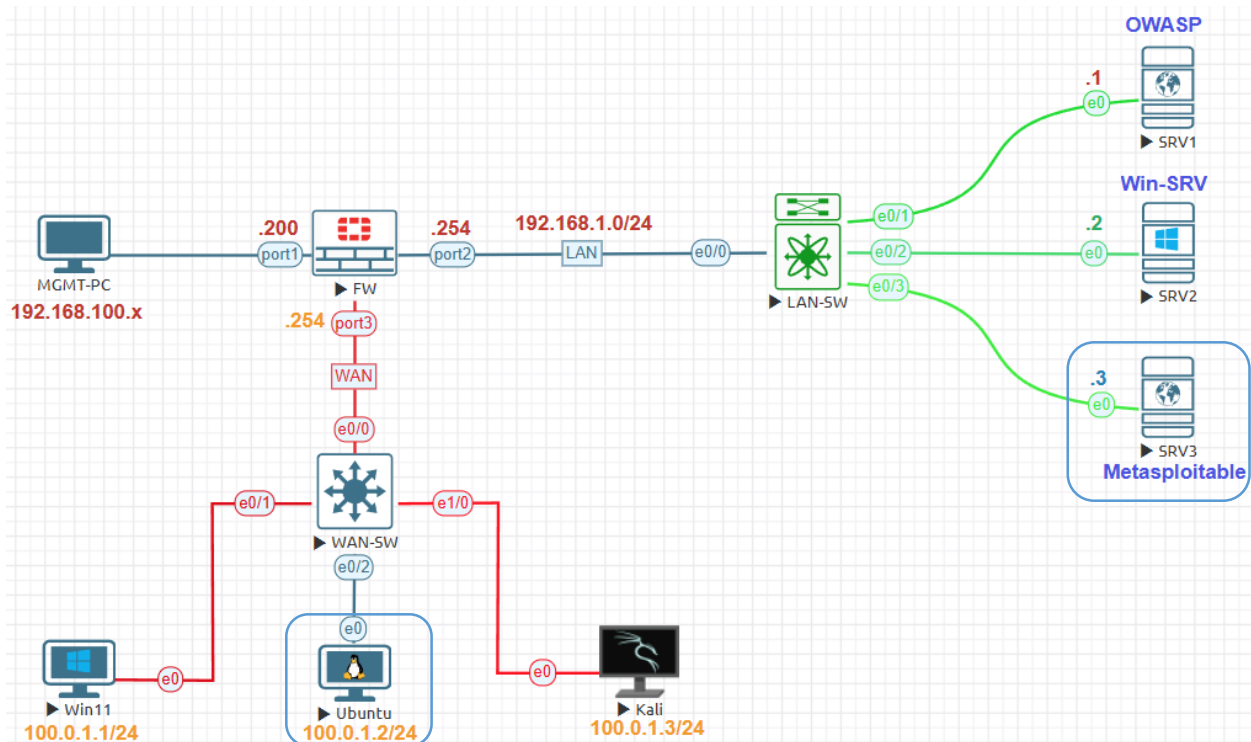 OWASP
.1
e0
SRV1
Win-SRV
.200
port1
.254
port2
192.168.1.0/24
LAN
e0/0
e0/1
e0/2
e0/3
.2
e0
SRV2
MGMT-PC
192.168.100.x
FW
LAN-SW
.254
port3
WAN
e0/0
.3
e0
SRV3
Metasploitable
e0/1
e1/0
WAN-SW
e0/2
e0
e0
e0
Win11
100.0.1.1/24
Ubuntu
100.0.1.2/24
Kali
100.0.1.3/24